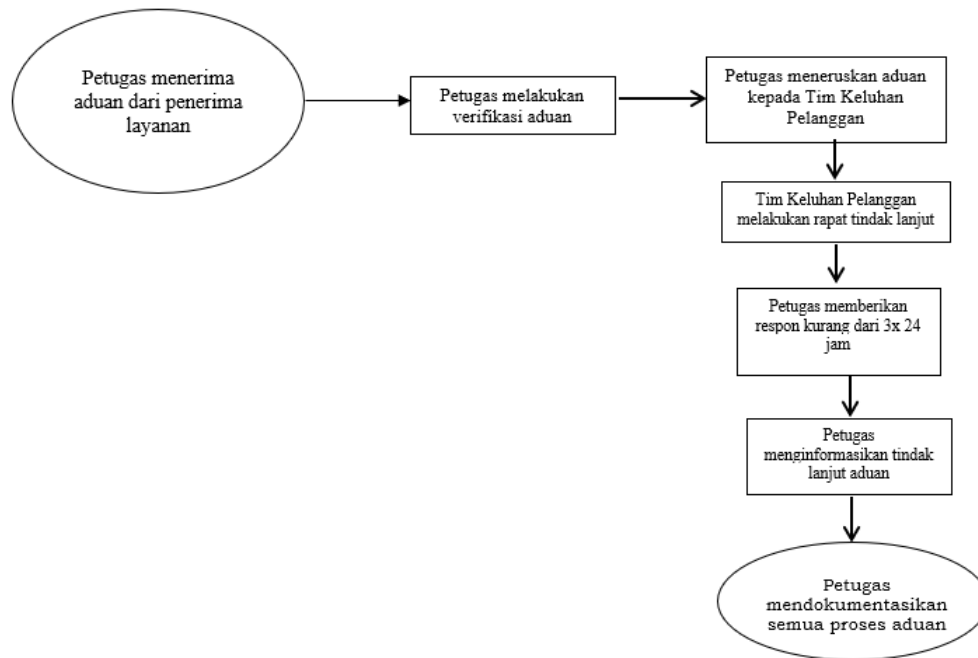 Petugas menerima
aduan dari penerima
layanan
Petugas melakukan
verifikasi aduan
Petugas meneruskan aduan
kepada Tim Keluhan
Pelanggan
Tim Keluhan Pelanggan
melakukan rapat tindak lanjut
Petugas memberikan
respon kurang dari 3x 24
jam
Petugas
menginformasikan tindak
lanjut aduan
Petugas
mendokumentasikan
semua proses aduan